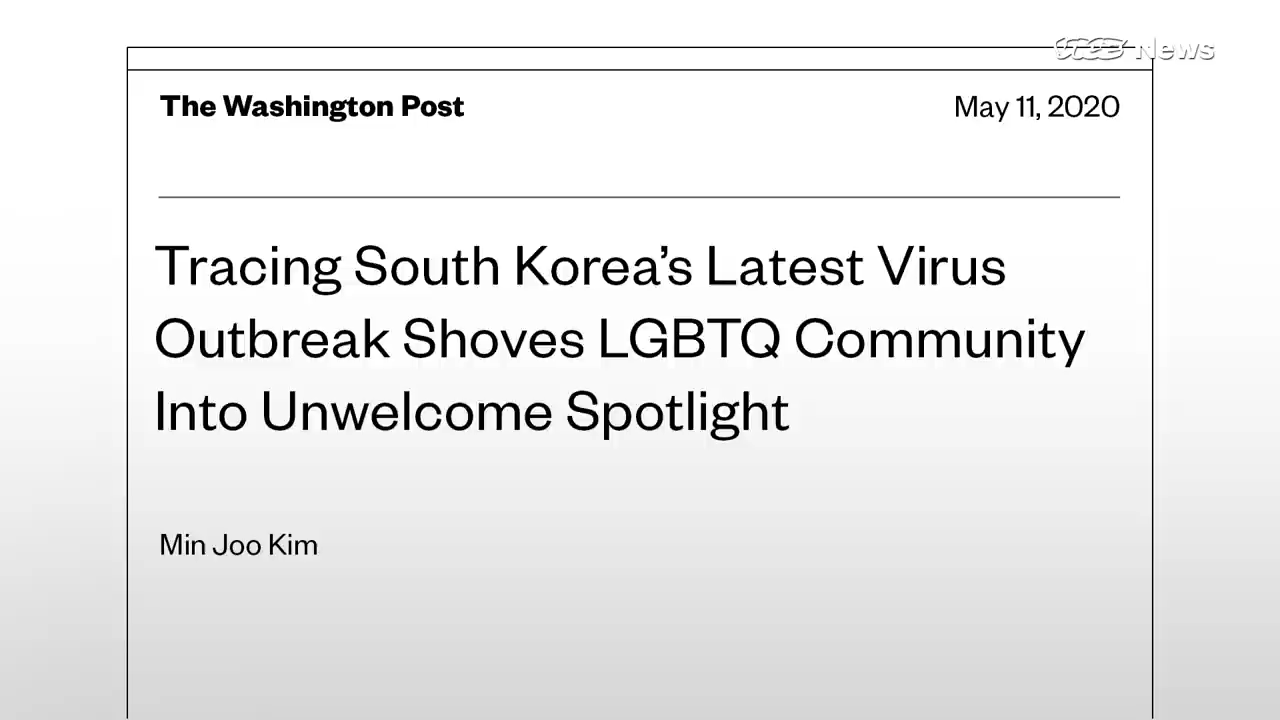 VICE News
The Washington Post
May 11, 2020
Tracing South Korea’s Latest Virus
Outbreak Shoves LGBTQ Community
Into Unwelcome Spotlight
Min Joo Kim